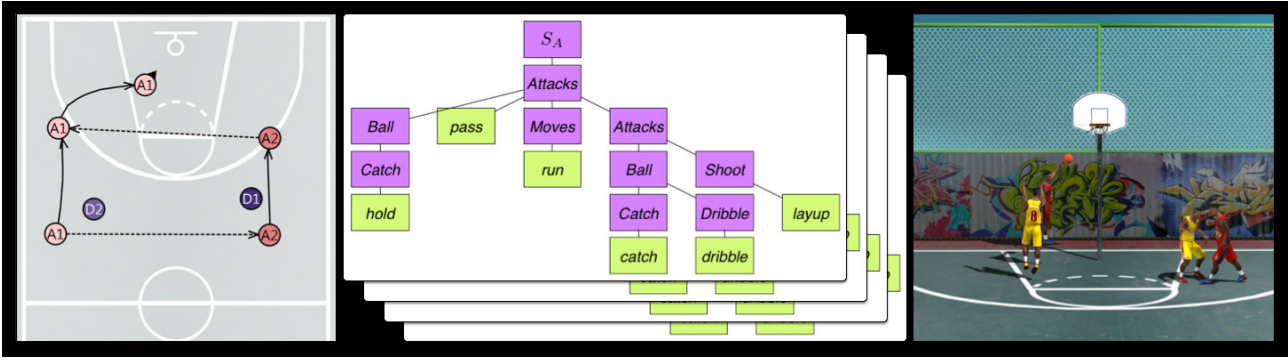 A1
A1
A2
D1
D2
A1
A2
S_A
Attacks
Ball
pass
Moves
Attacks
Catch
run
Ball
Shoot
hold
Catch
Dribble
layup
catch
dribble
8